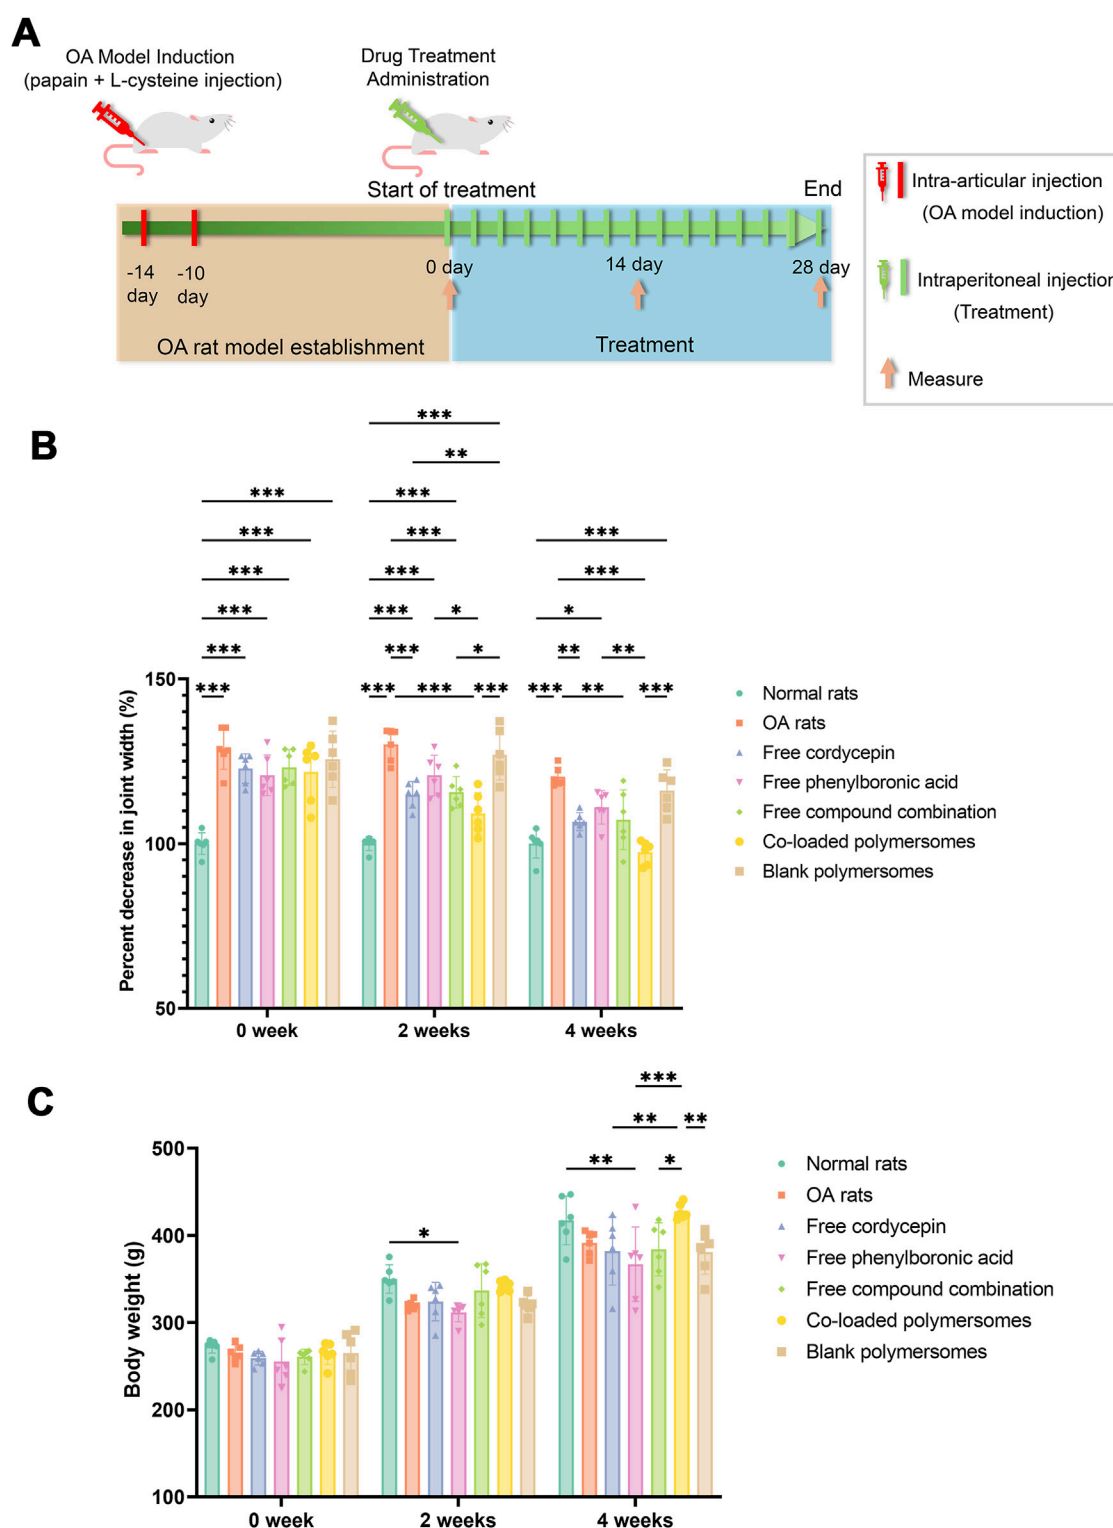 A
OA Model Induction
(papain + L-cysteine injection)
Drug Treatment
Administration
Start of treatment
End
-14
day
-10
day
0 day
14 day
28 day
OA rat model establishment
Treatment
Intra-articular injection
(OA model induction)
Intraperitoneal injection
(Treatment)
Measure
B
***
**
***
***
***
***
***
***
***
***
***
***
***
*
*
***
**
***
*
**
***
***
***
***
***
***
**
***
Percent decrease in joint width (%)
150
100
50
0 week
2 weeks
4 weeks
Normal rats
OA rats
Free cordycepin
Free phenylboronic acid
Free compound combination
Co-loaded polymersomes
Blank polymersomes
C
***
**
**
**
*
*
Body weight (g)
500
400
300
200
100
0 week
2 weeks
4 weeks
Normal rats
OA rats
Free cordycepin
Free phenylboronic acid
Free compound combination
Co-loaded polymersomes
Blank polymersomes